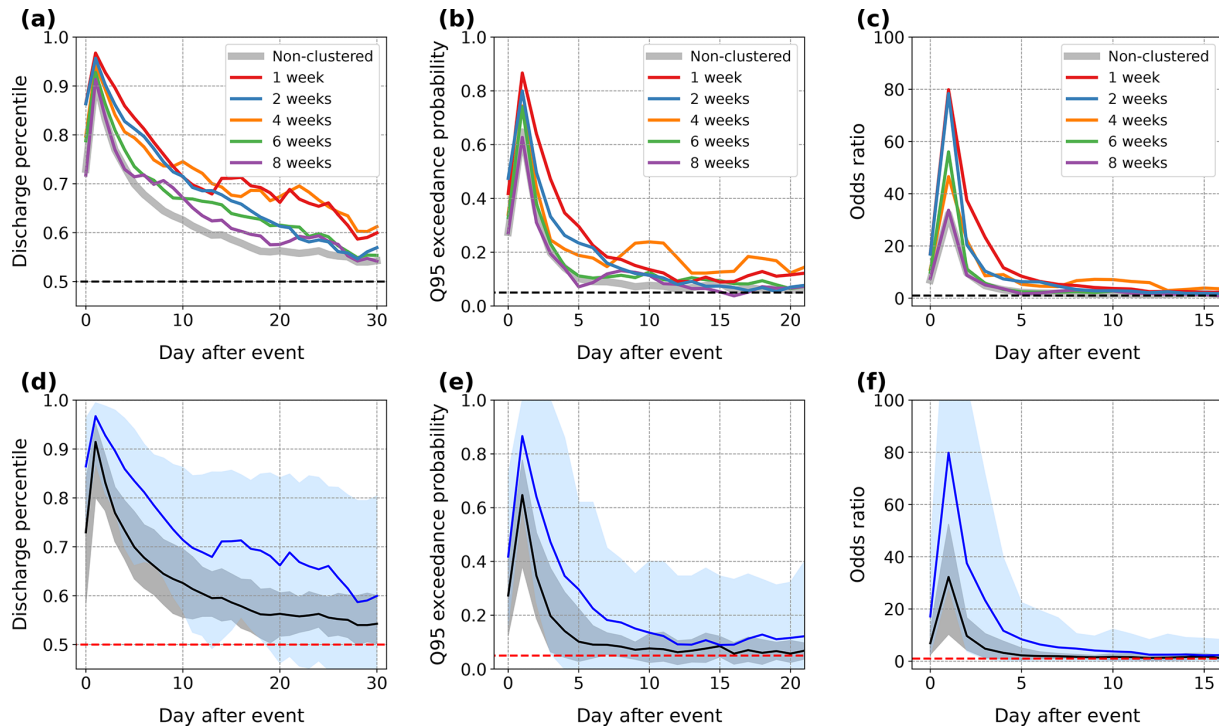 (a)
Discharge percentile
1.0
0.9
0.8
0.7
0.6
0.5
Non-clustered
1 week
2 weeks
4 weeks
6 weeks
8 weeks
0 10 20 30
Day after event
(b)
Q95 exceedance probability
1.0
0.8
0.6
0.4
0.2
0.0
Non-clustered
1 week
2 weeks
4 weeks
6 weeks
8 weeks
0 5 10 15 20
Day after event
(c)
Odds ratio
100
80
60
40
20
0
Non-clustered
1 week
2 weeks
4 weeks
6 weeks
8 weeks
0 5 10 15
Day after event
(d)
Discharge percentile
1.0
0.9
0.8
0.7
0.6
0.5
0 10 20 30
Day after event
(e)
Q95 exceedance probability
1.0
0.8
0.6
0.4
0.2
0.0
0 5 10 15 20
Day after event
(f)
Odds ratio
100
80
60
40
20
0
0 5 10 15
Day after event